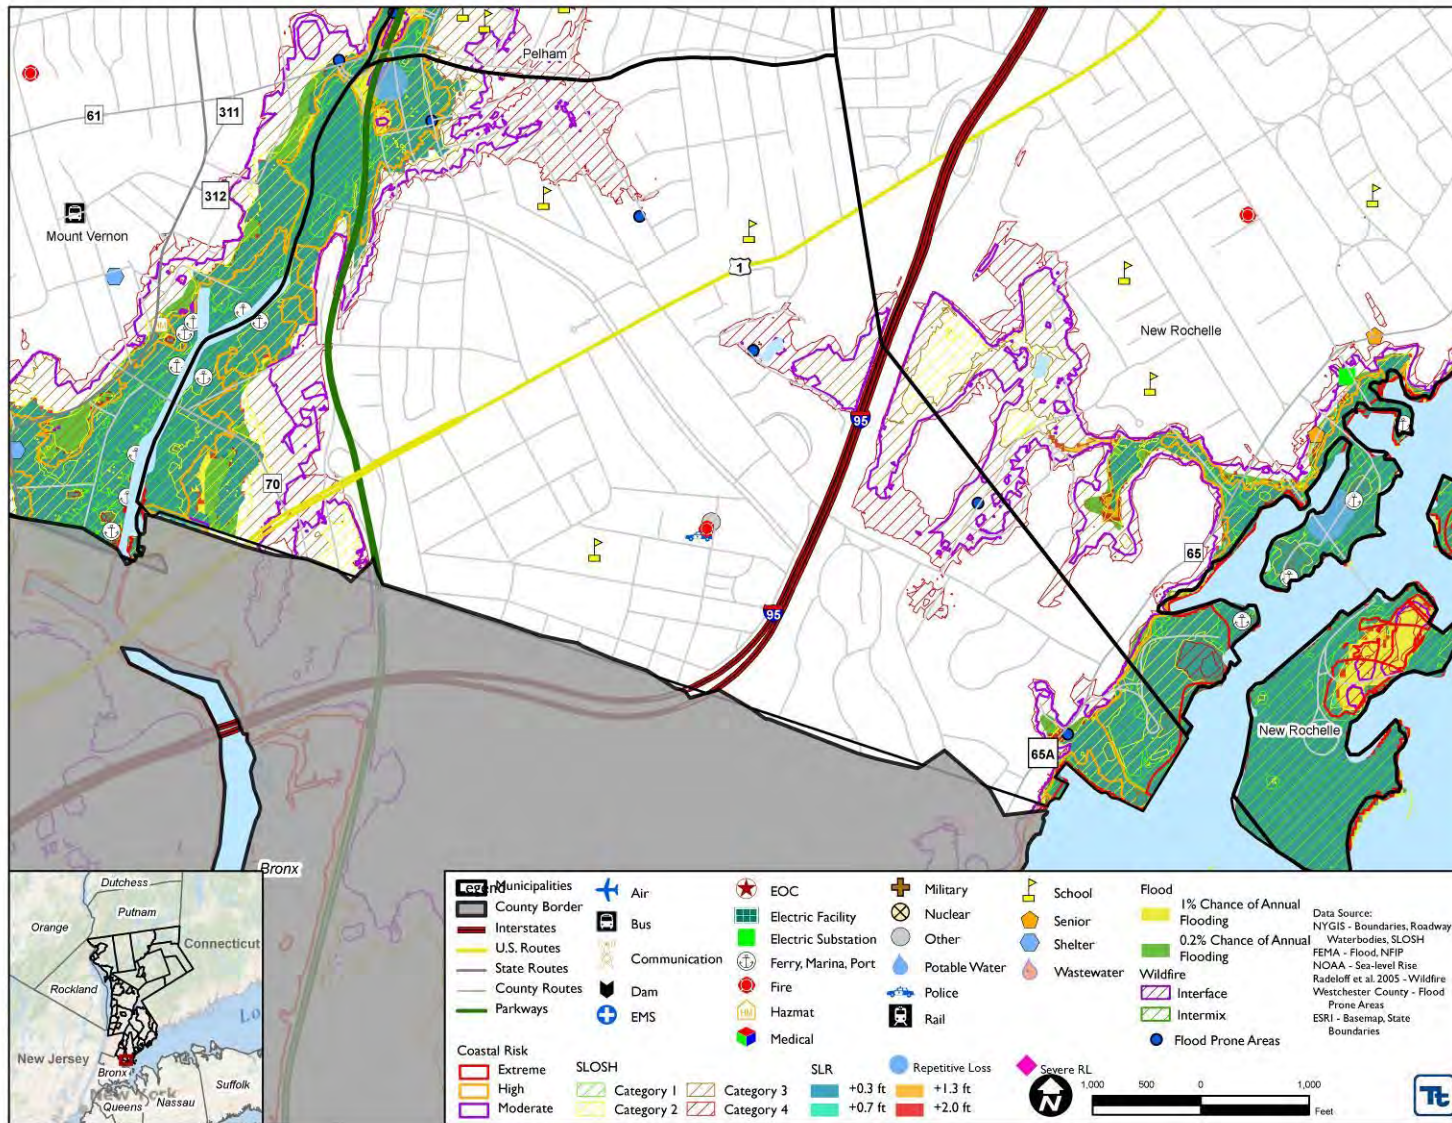 Pelham
61
311
312
Mount Vernon
HM
1
New Rochelle
95
70
65
95
65A
New Rochelle
Bronx
Dutchess
Putnam
Orange
Connecticut
Rockland
New Jersey
Bronx
New York
Suffolk
Queens
Nassau
Legend
Municipalities
County Border
Interstates
U.S. Routes
State Routes
County Routes
Parkways
Air
Bus
Communication
Dam
EMS
EOC
Electric Facility
Electric Substation
Ferry, Marina, Port
Fire
HM
Hazmat
Medical
Military
Nuclear
Other
Potable Water
Police
Rail
School
Senior
Shelter
Wastewater
Flood
1% Chance of Annual
Flooding
0.2% Chance of Annual
Flooding
Wildfire
Interface
Intermix
Flood Prone Areas
Data Source:
NYGIS - Boundaries, Roadway
Waterbodies, SLOSH
FEMA - Flood, NFIP
NOAA - Sea-level Rise
Radeloff et al. 2005 - Wildfire
Westchester County - Flood
Prone Areas
ESRI - Basemap, State
Boundaries
Coastal Risk
Extreme
High
Moderate
SLOSH
Category 1
Category 2
Category 3
Category 4
SLR
+0.3 ft
+0.7 ft
+1.3 ft
+2.0 ft
Repetitive Loss
Severe RL
N
1,000
500
0
1,000
Feet
Tt